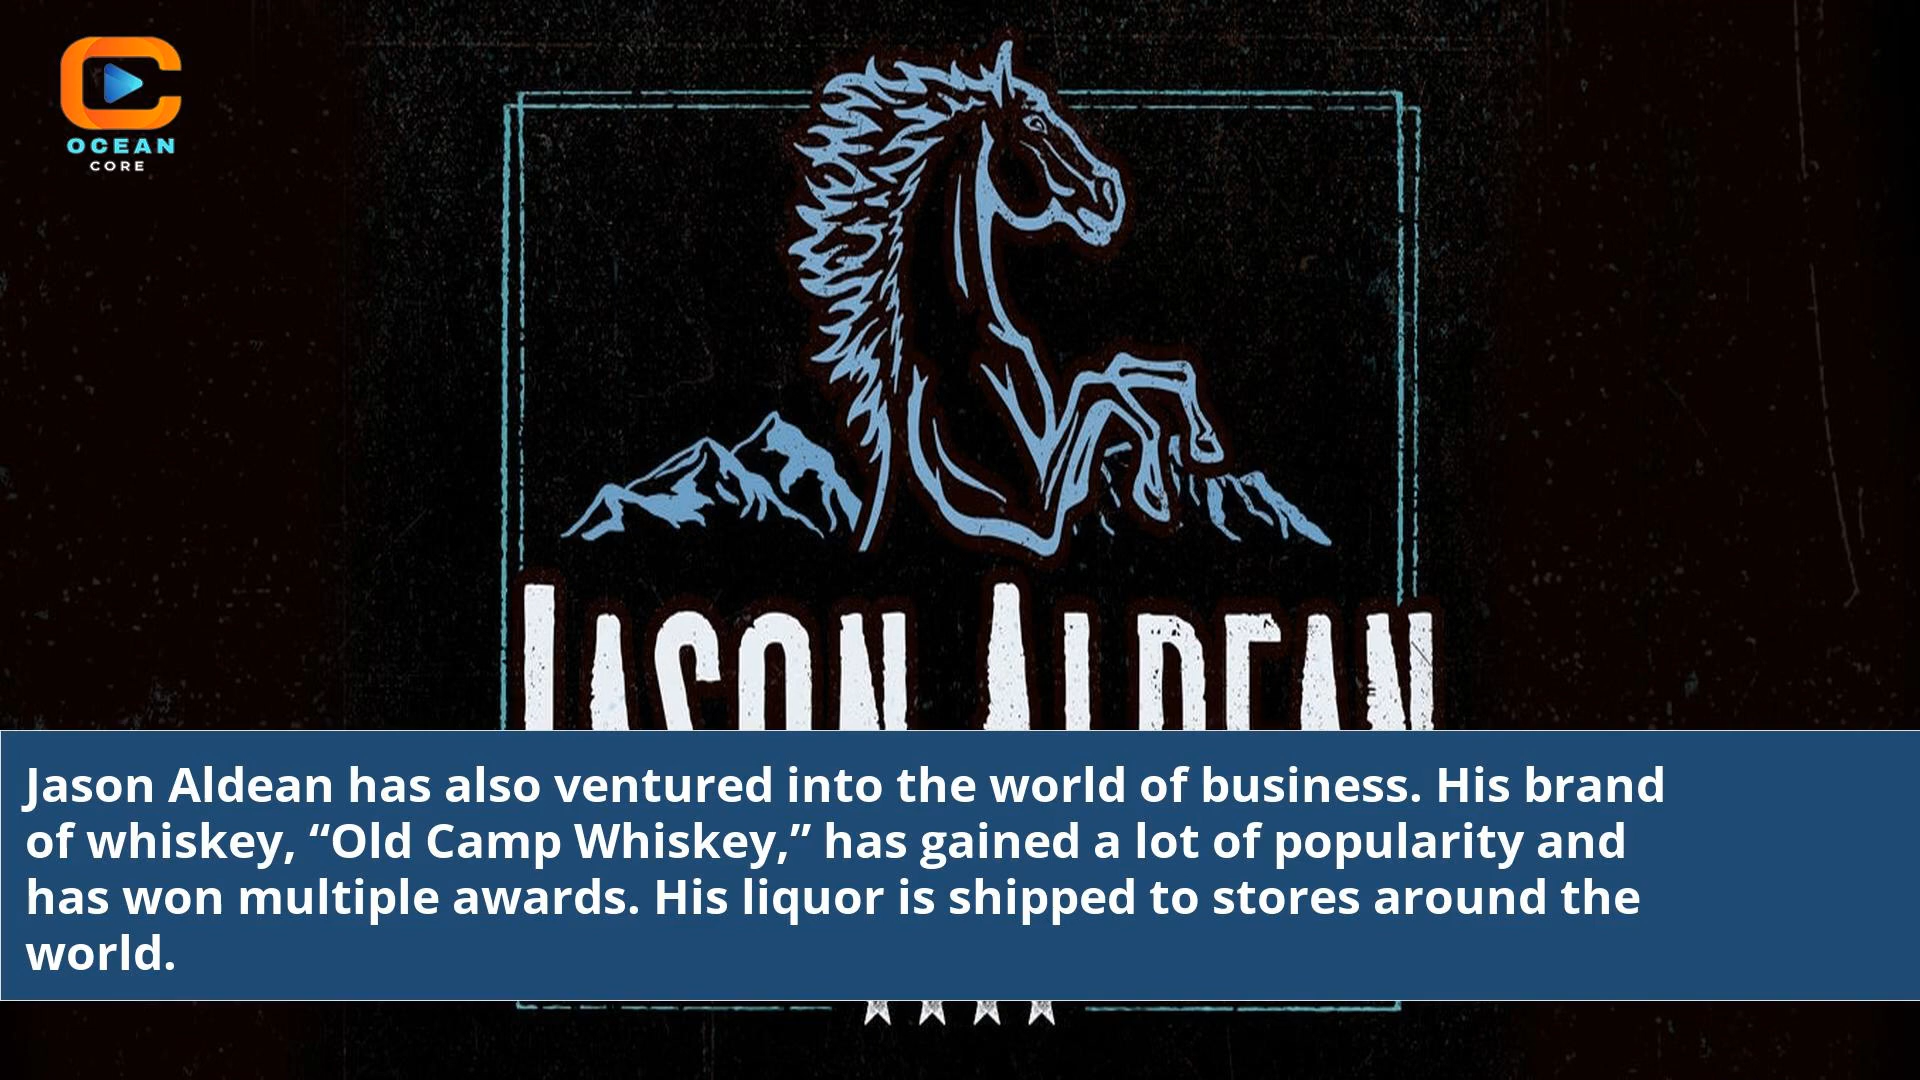 OCEAN
CORE
JASON ALDEAN
Jason Aldean has also ventured into the world of business. His brand
of whiskey, “Old Camp Whiskey,” has gained a lot of popularity and
has won multiple awards. His liquor is shipped to stores around the
world.